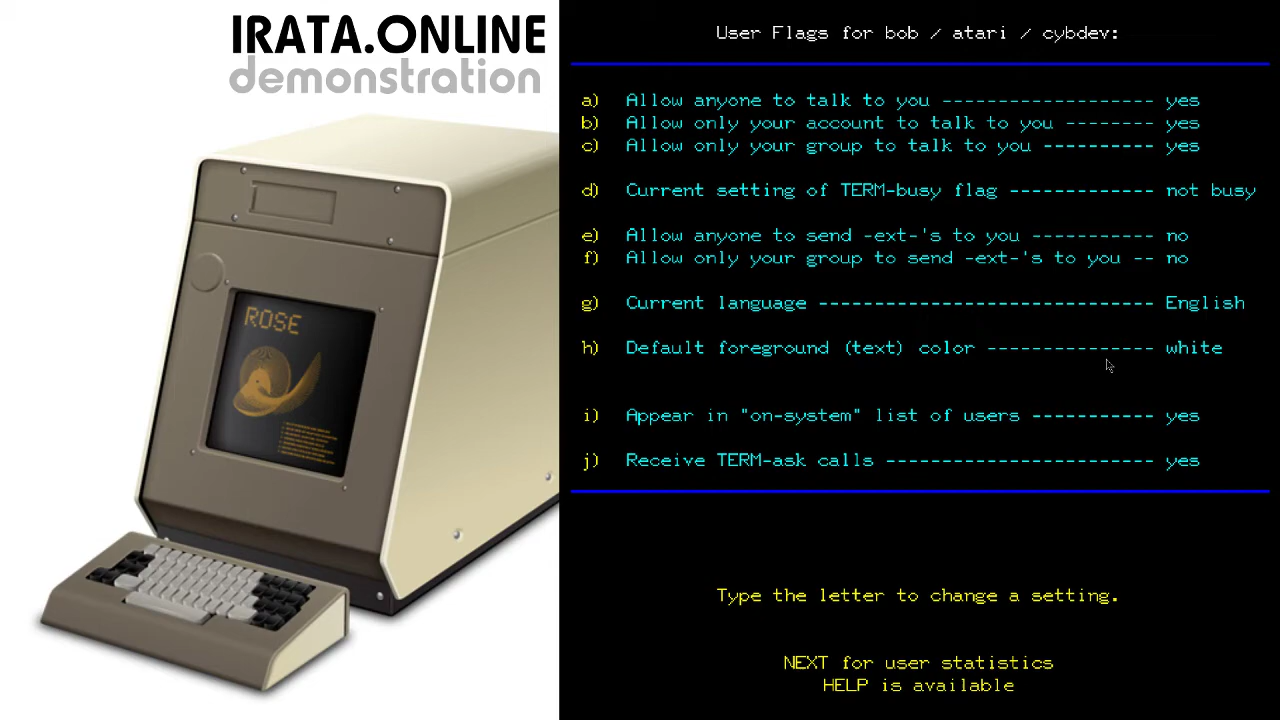 IRATA.ONLINE
demonstration
ROSE
User Flags for bob / atari / cybdev:
a) Allow anyone to talk to you ------------------- yes
b) Allow only your account to talk to you -------- yes
c) Allow only your group to talk to you ---------- yes
d) Current setting of TERM-busy flag ------------- not busy
e) Allow anyone to send -ext-'s to you ----------- no
f) Allow only your group to send -ext-'s to you -- no
g) Current language ------------------------------ English
h) Default foreground (text) color --------------- white
i) Appear in "on-system" list of users ----------- yes
j) Receive TERM-ask calls ------------------------ yes
Type the letter to change a setting.
NEXT for user statistics
HELP is available